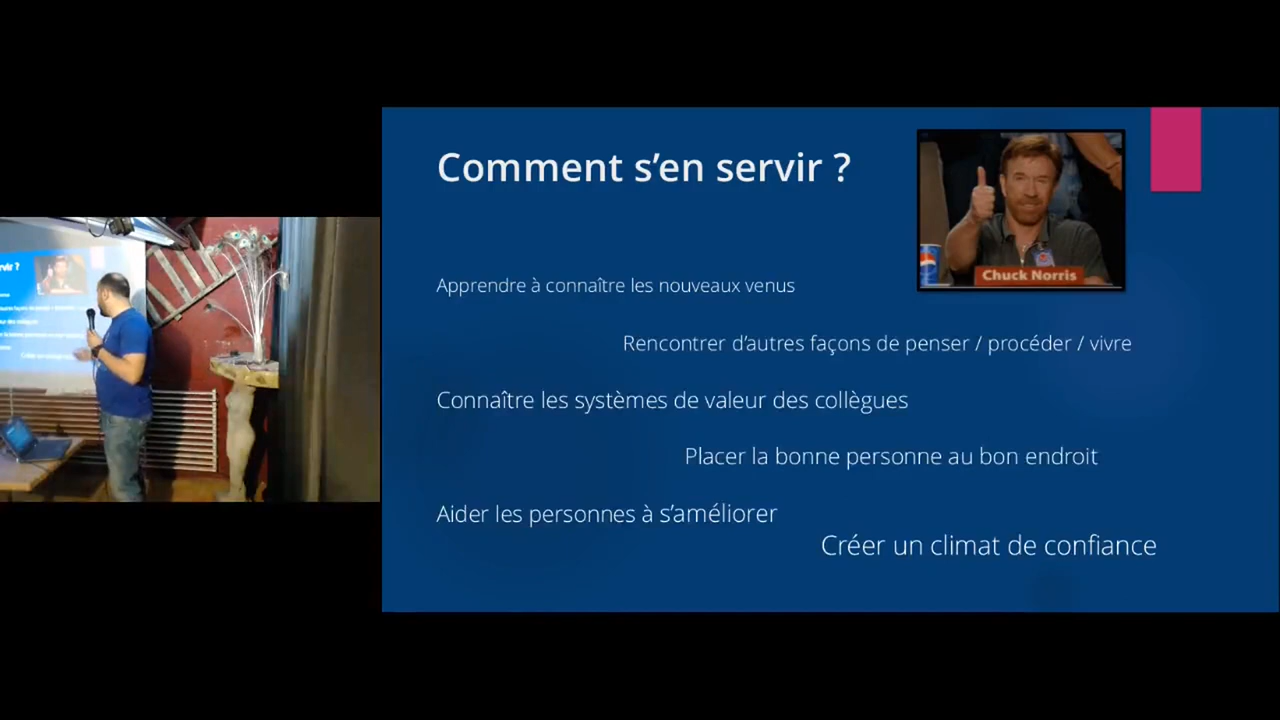 Comment s’en servir ?
Chuck Norris
Apprendre à connaître les nouveaux venus
Rencontrer d’autres façons de penser / procéder / vivre
Connaître les systèmes de valeur des collègues
Placer la bonne personne au bon endroit
Aider les personnes à s’améliorer
Créer un climat de confiance
rvir ?